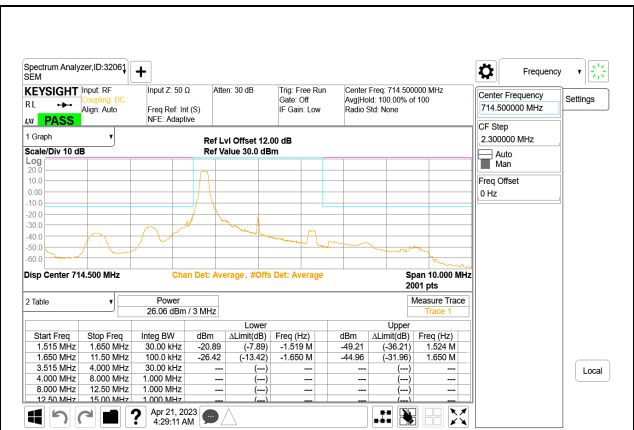 Spectrum Analyzer,ID:32061
SEM
Frequency
KEYSIGHT
RL
LXI PASS
Input: RF
Coupling: DC
Align: Auto
Input Z: 50 Ω
Freq Ref: Int (S)
NFE: Adaptive
Atten: 30 dB
Trig: Free Run
Gate: Off
IF Gain: Low
Center Freq: 714.500000 MHz
Avg|Hold: 100.00% of 100
Radio Std: None
Center Frequency
714.500000 MHz
Settings
CF Step
2.300000 MHz
Auto
Man
Freq Offset
0 Hz
Local
1 Graph
Scale/Div 10 dB
Ref Lvl Offset 12.00 dB
Ref Value 30.0 dBm
Log
20.0
10.0
0.00
-10.0
-20.0
-30.0
-40.0
-50.0
-60.0
Disp Center 714.500 MHz
Chan Det: Average , #Offs Det: Average
Span 10.000 MHz
2001 pts
2 Table
Power
26.06 dBm / 3 MHz
Measure Trace
Trace 1
Lower Upper
Start Freq Stop Freq Integ BW dBm ΔLimit(dB) Freq (Hz) dBm ΔLimit(dB) Freq (Hz)
1.515 MHz 1.650 MHz 30.00 kHz -20.89 (-7.89) -1.519 M -49.21 (-36.21) 1.524 M
1.650 MHz 11.50 MHz 100.0 kHz -26.42 (-13.42) -1.650 M -44.96 (-31.96) 1.650 M
3.515 MHz 4.000 MHz 30.00 kHz --- (---) --- --- (---) ---
4.000 MHz 8.000 MHz 1.000 MHz --- (---) --- --- (---) ---
8.000 MHz 12.50 MHz 1.000 MHz --- (---) --- --- (---) ---
12.50 MHz 15.00 MHz 1.000 MHz --- (---) --- --- (---) ---
?
Apr 21, 2023
4:29:11 AM